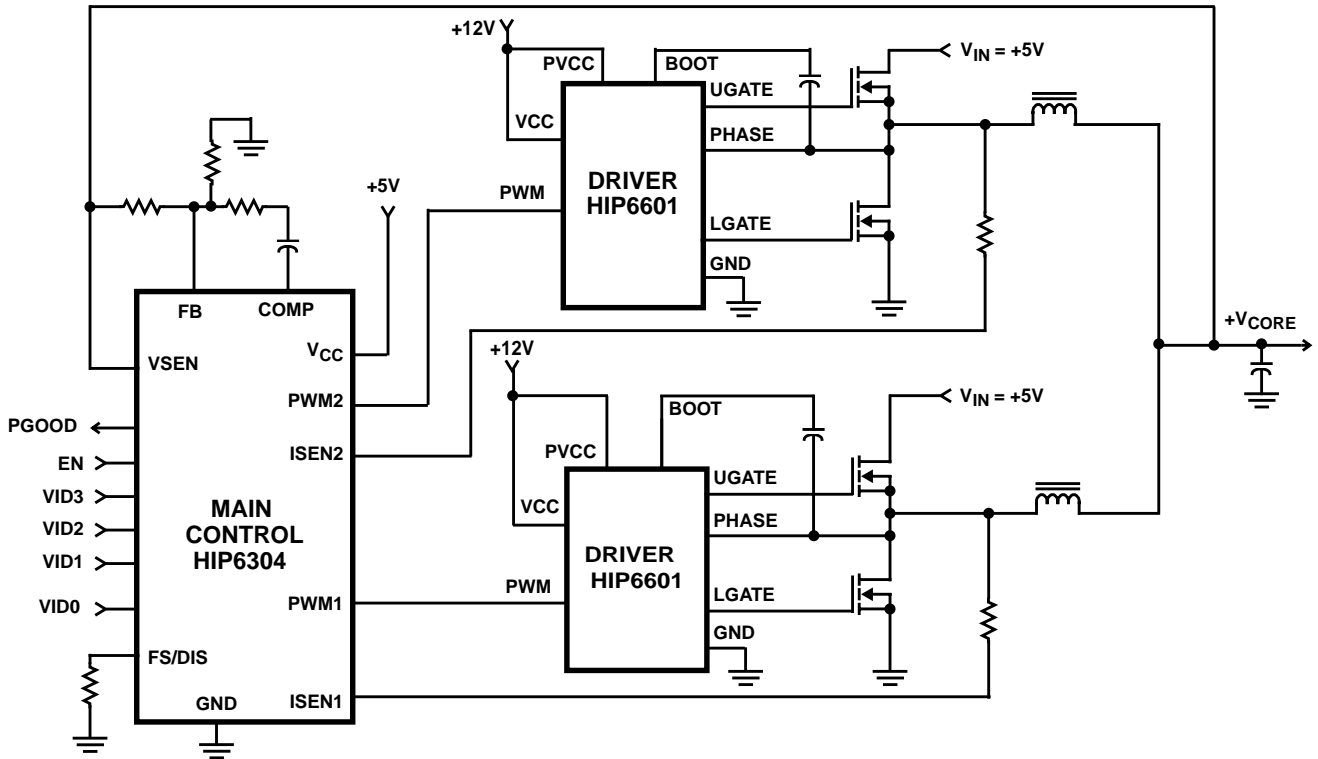 +12V
PVCC
BOOT
V_IN = +5V
UGATE
VCC
PHASE
DRIVER
HIP6601
+5V
PWM
LGATE
GND
FB
COMP
+V_CORE
V_CC
+12V
VSEN
PWM2
BOOT
V_IN = +5V
PGOOD
ISEN2
PVCC
EN
UGATE
VID3
MAIN
CONTROL
HIP6304
VCC
VID2
PHASE
VID1
DRIVER
HIP6601
VID0
PWM1
PWM
LGATE
GND
FS/DIS
GND
ISEN1